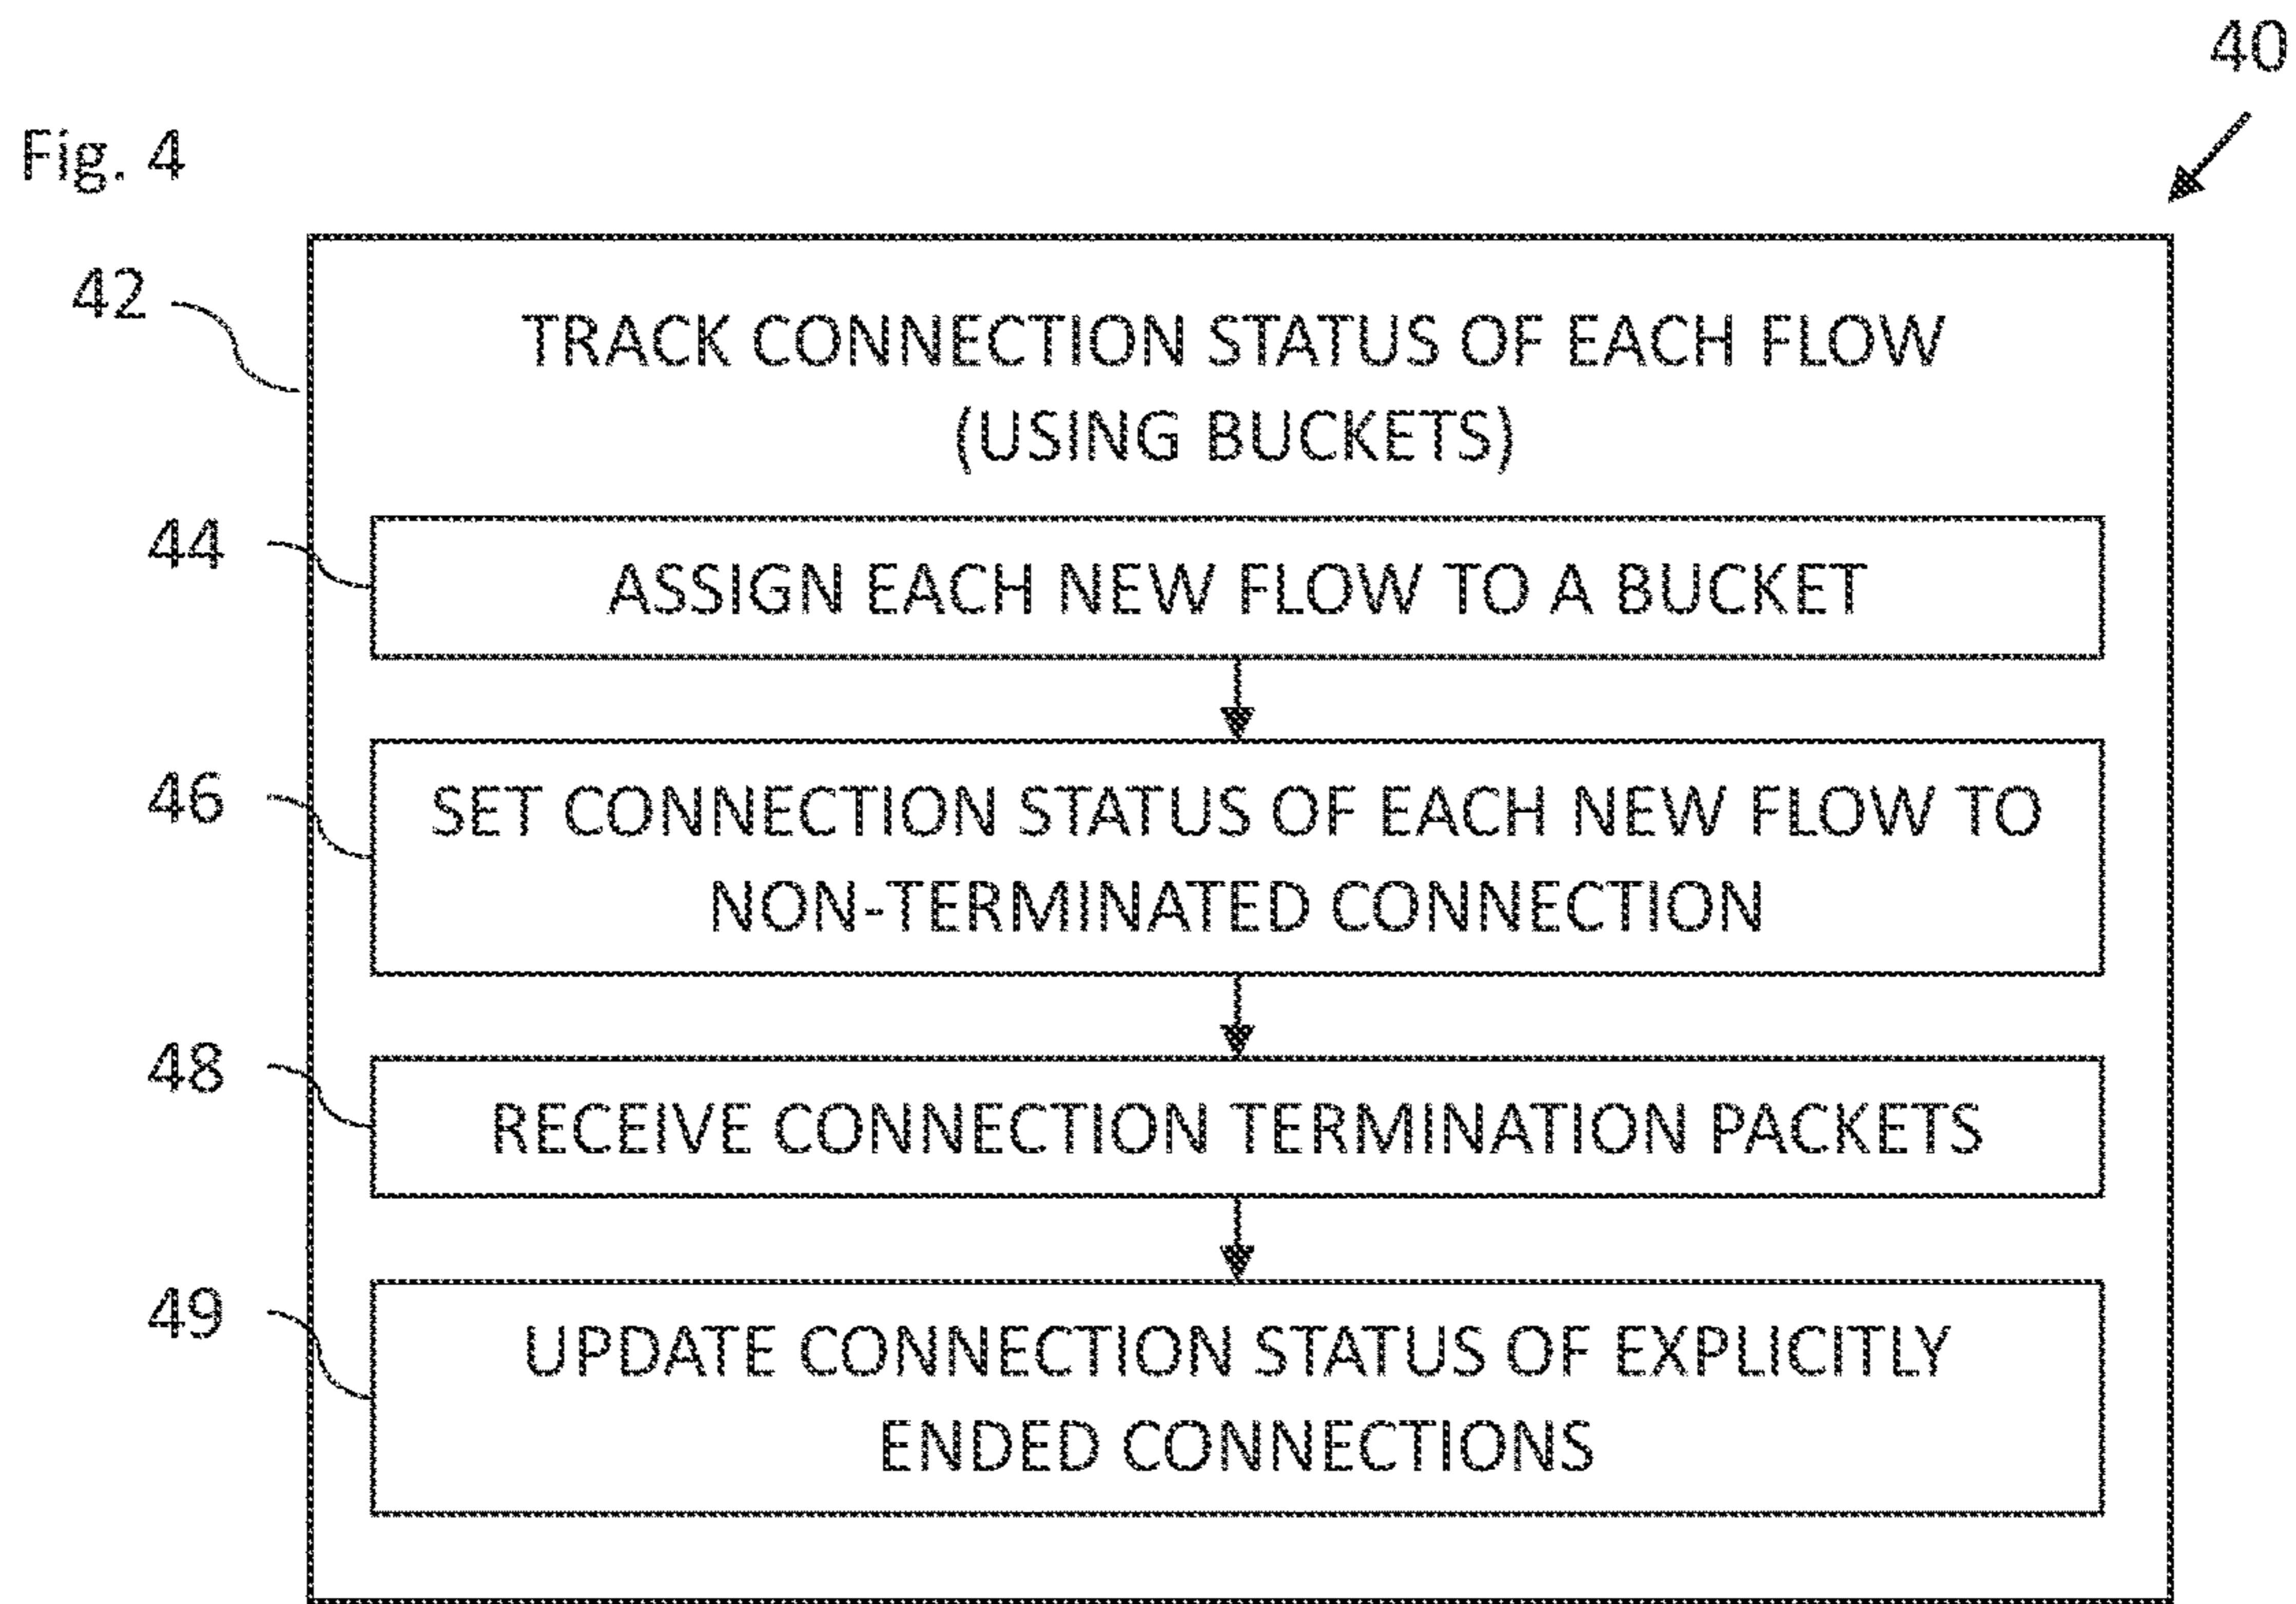 40
Fig. 4
42
TRACK CONNECTION STATUS OF EACH FLOW
(USING BUCKETS)
44
ASSIGN EACH NEW FLOW TO A BUCKET
46
SET CONNECTION STATUS OF EACH NEW FLOW TO
NON-TERMINATED CONNECTION
48
RECEIVE CONNECTION TERMINATION PACKETS
49
UPDATE CONNECTION STATUS OF EXPLICITLY
ENDED CONNECTIONS